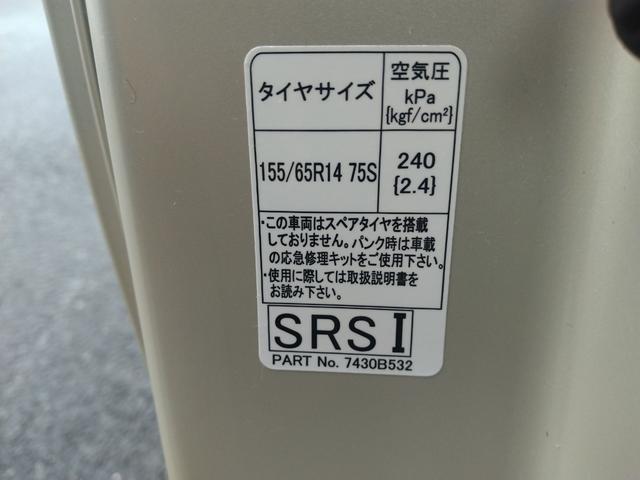 タイヤサイズ
空気圧
kPa
{kgf/cm²}
155/65R14 75S
240
{2.4}
・この車両はスペアタイヤを搭載
しておりません。パンク時は車載
の応急修理キットをご使用下さい。
・使用に際しては取扱説明書を
お読み下さい。
SRS I
PART No. 7430B532